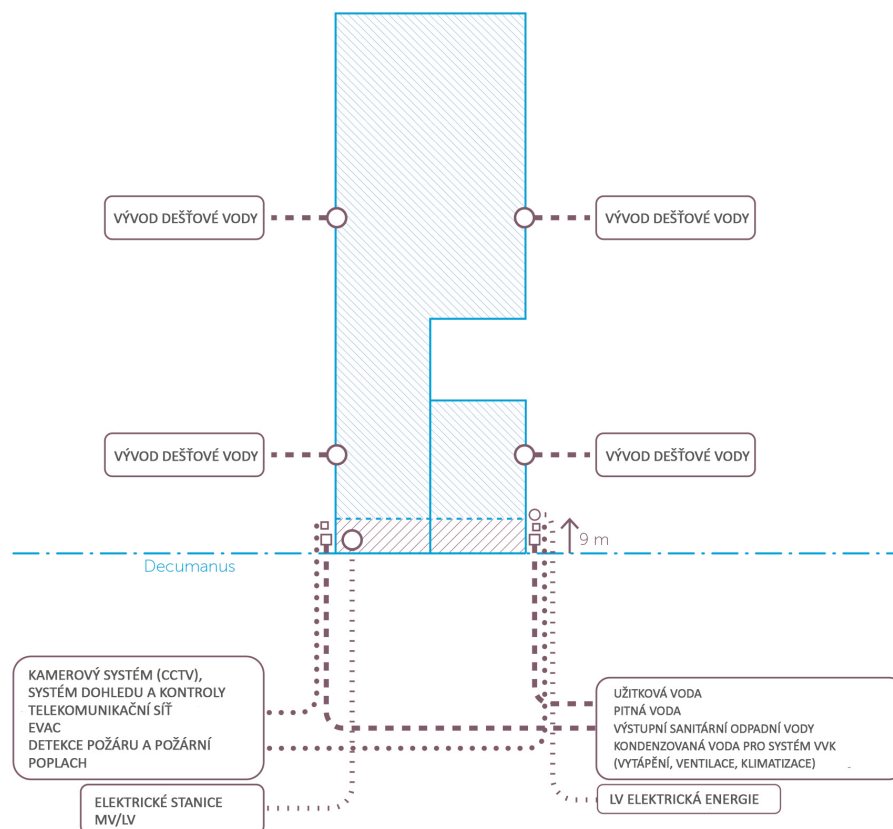 VÝVOD DEŠŤOVÉ VODY
VÝVOD DEŠŤOVÉ VODY
VÝVOD DEŠŤOVÉ VODY
VÝVOD DEŠŤOVÉ VODY
9 m
Decumanus
KAMEROVÝ SYSTÉM (CCTV),
SYSTÉM DOHLEDU A KONTROLY
TELEKOMUNIKAČNÍ SÍŤ
EVAC
DETEKCE POŽÁRU A POŽÁRNÍ
POPLACH
UŽITKOVÁ VODA
PITNÁ VODA
VÝSTUPNÍ SANITÁRNÍ ODPADNÍ VODY
KONDENZOVANÁ VODA PRO SYSTÉM VVK
(VYTÁPĚNÍ, VENTILACE, KLIMATIZACE)
ELEKTRICKÉ STANICE
MV/LV
LV ELEKTRICKÁ ENERGIE